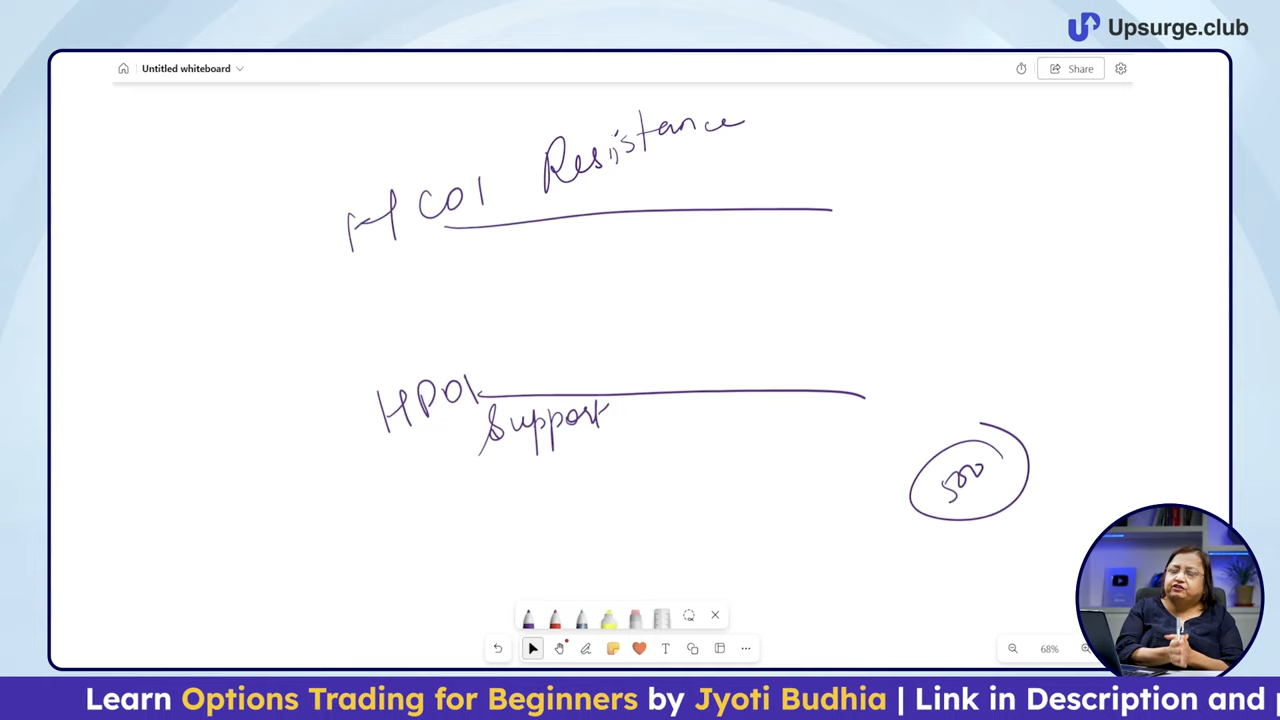 Upsurge.club
Untitled whiteboard
Share
Resistance
HCOI
HPOI
Support
500
68%
Learn Options Trading for Beginners by Jyoti Budhia | Link in Description and